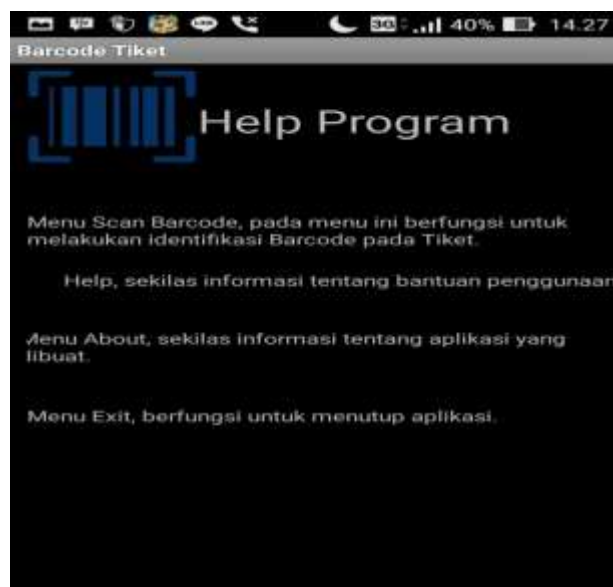 3G 40% 14.27
Barcode Tiket
Help Program
Menu Scan Barcode, pada menu ini berfungsi untuk
melakukan identifikasi Barcode pada Tiket.
Help, sekilas informasi tentang bantuan penggunaan
Menu About, sekilas informasi tentang aplikasi yang
libuat.
Menu Exit, berfungsi untuk menutup aplikasi.